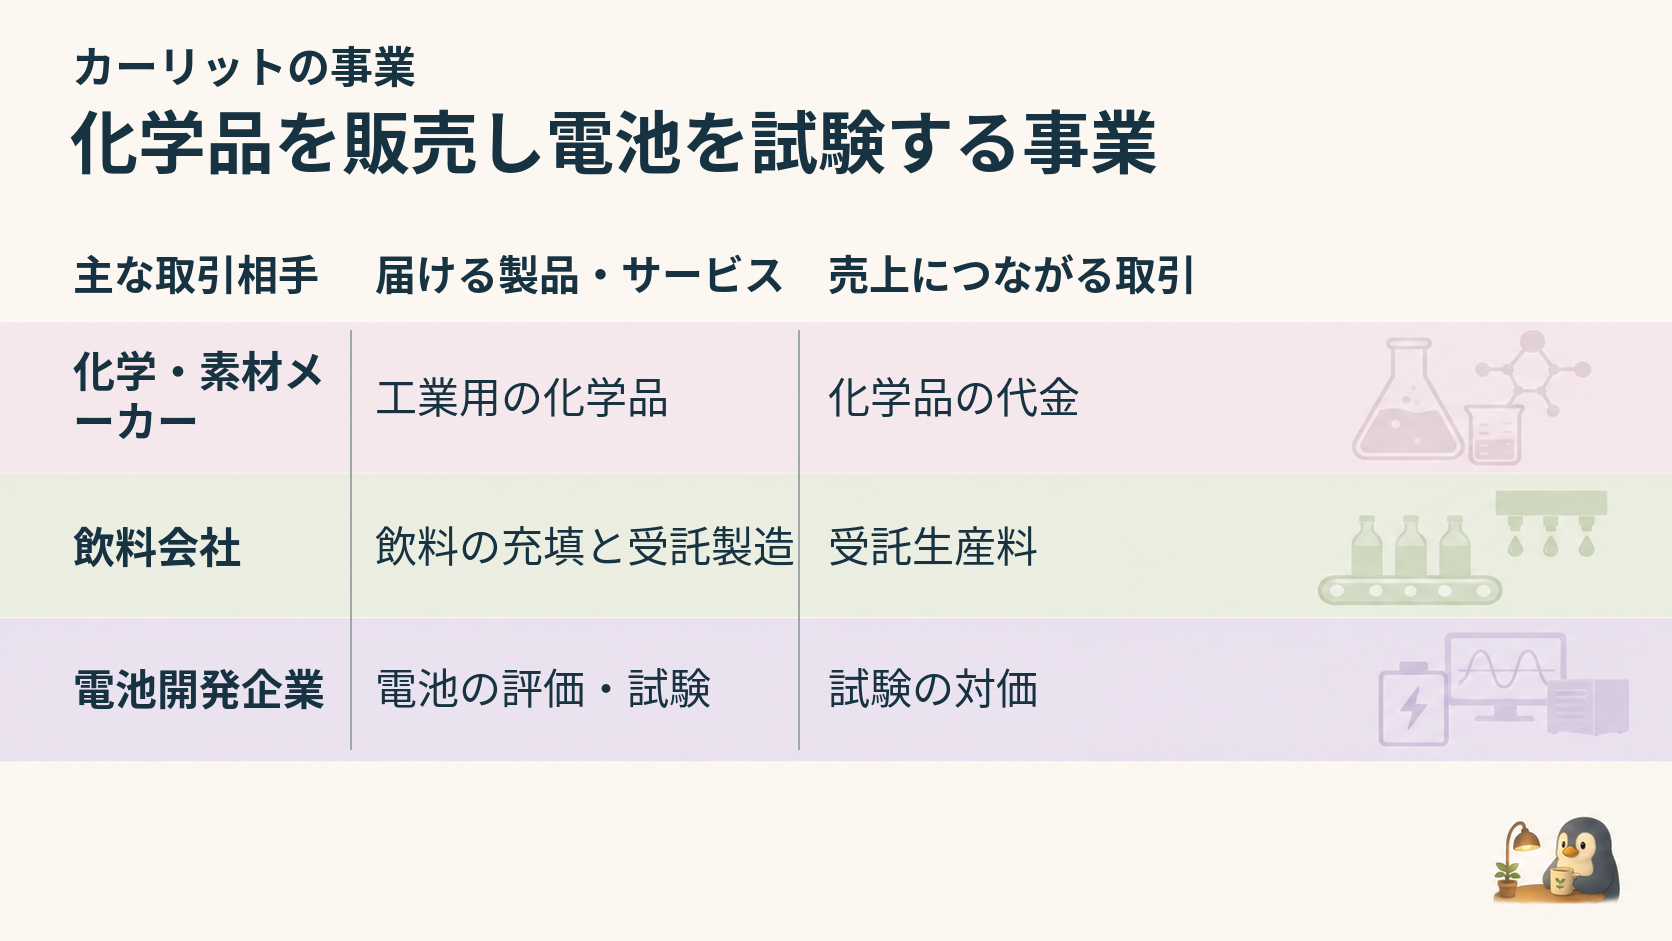 カーリットの事業
化学品を販売し電池を試験する事業
主な取引相手 届ける製品・サービス 売上につながる取引
化学・素材メ
ーカー
工業用の化学品 化学品の代金
飲料会社 飲料の充填と受託製造 受託生産料
電池開発企業 電池の評価・試験 試験の対価